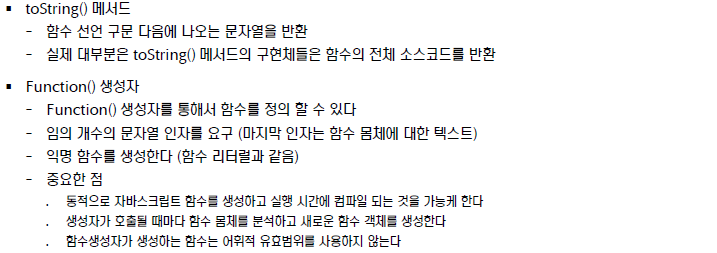 ▪ toString() 메서드
– 함수 선언 구문 다음에 나오는 문자열을 반환
– 실제 대부분은 toString() 메서드의 구현체들은 함수의 전체 소스코드를 반환
▪ Function() 생성자
– Function() 생성자를 통해서 함수를 정의 할 수 있다
– 임의 개수의 문자열 인자를 요구 (마지막 인자는 함수 몸체에 대한 텍스트)
– 익명 함수를 생성한다 (함수 리터럴과 같음)
– 중요한 점
. 동적으로 자바스크립트 함수를 생성하고 실행 시간에 컴파일 되는 것을 가능케 한다
. 생성자가 호출될 때마다 함수 몸체를 분석하고 새로운 함수 객체를 생성한다
. 함수생성자가 생성하는 함수는 어휘적 유효범위를 사용하지 않는다